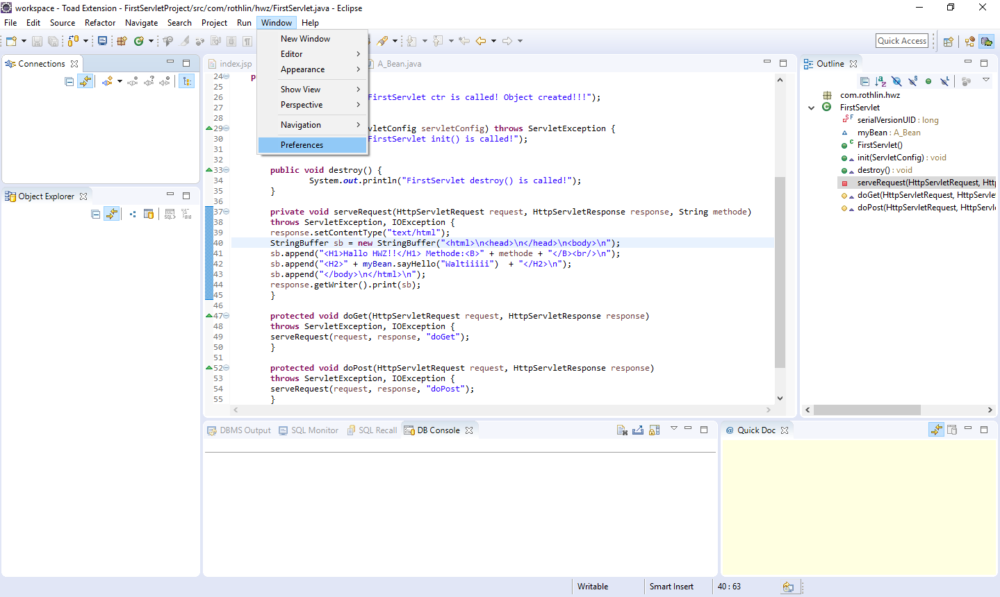 workspace - Toad Extension - FirstServletProject/src/com/rothlin/hwz/FirstServlet.java - Eclipse
File Edit Source Refactor Navigate Search Project Run Window Help
New Window
Editor
Appearance
Show View
Perspective
Navigation
Preferences
Quick Access
Connections
Object Explorer
index.jsp
A_Bean.java
24 p
25
26 FirstServlet ctr is called! Object created!!!");
27
28
29 vletConfig servletConfig) throws ServletException {
30 FirstServlet init() is called!");
31
32
33 public void destroy() {
34 System.out.println("FirstServlet destroy() is called!");
35 }
36
37 private void serveRequest(HttpServletRequest request, HttpServletResponse response, String methode)
38 throws ServletException, IOException {
39 response.setContentType("text/html");
40 StringBuffer sb = new StringBuffer("<html>\n<head>\n</head>\n<body>\n");
41 sb.append("<H1>Hallo HWZ!!</H1> Methode:<B>" + methode + "</B><br/>\n");
42 sb.append("<H2>" + myBean.sayHello("Waltiiiii")  + "</H2>\n");
43 sb.append("</body>\n</html>\n");
44 response.getWriter().print(sb);
45 }
46
47 protected void doGet(HttpServletRequest request, HttpServletResponse response)
48 throws ServletException, IOException {
49 serveRequest(request, response, "doGet");
50 }
51
52 protected void doPost(HttpServletRequest request, HttpServletResponse response)
53 throws ServletException, IOException {
54 serveRequest(request, response, "doPost");
55 }
Outline
com.rothlin.hwz
FirstServlet
serialVersionUID : long
myBean : A_Bean
FirstServlet()
init(ServletConfig) : void
destroy() : void
serveRequest(HttpServletRequest, Htt
doGet(HttpServletRequest, HttpServle
doPost(HttpServletRequest, HttpServl
DBMS Output SQL Monitor SQL Recall DB Console
@ Quick Doc
Writable Smart Insert 40 : 63